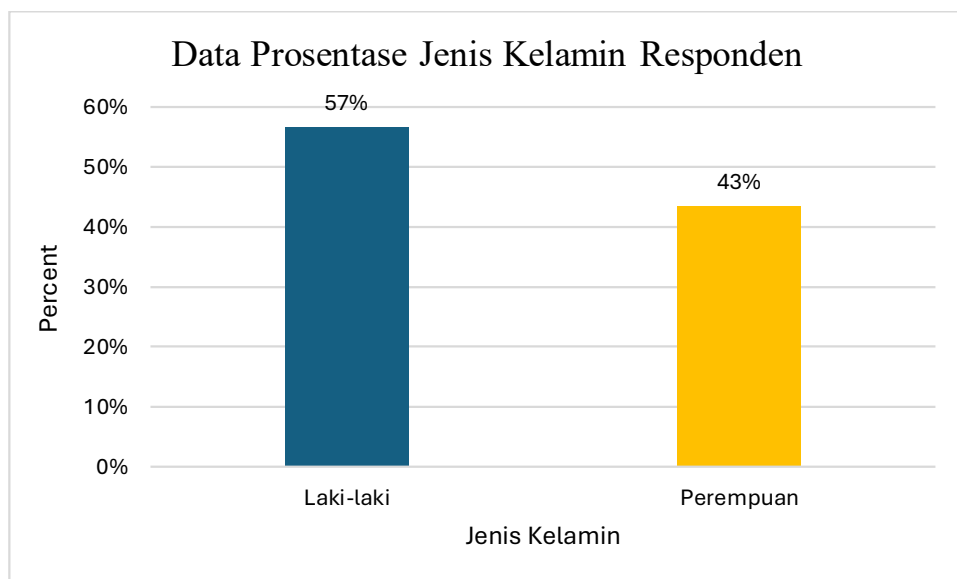 Data Prosentase Jenis Kelamin Responden
60%
50%
40%
30%
20%
10%
0%
Percent
57%
43%
Laki-laki
Perempuan
Jenis Kelamin